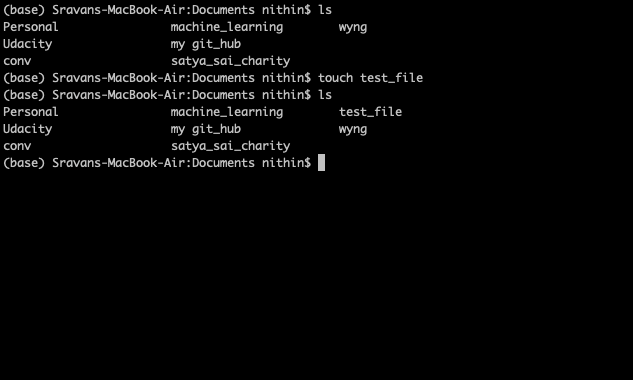 (base) Sravans-MacBook-Air:Documents nithin$ ls
Personal                machine_learning        wyng
Udacity                 my git_hub
conv                    satya_sai_charity
(base) Sravans-MacBook-Air:Documents nithin$ touch test_file
(base) Sravans-MacBook-Air:Documents nithin$ ls
Personal                machine_learning        test_file
Udacity                 my git_hub              wyng
conv                    satya_sai_charity
(base) Sravans-MacBook-Air:Documents nithin$